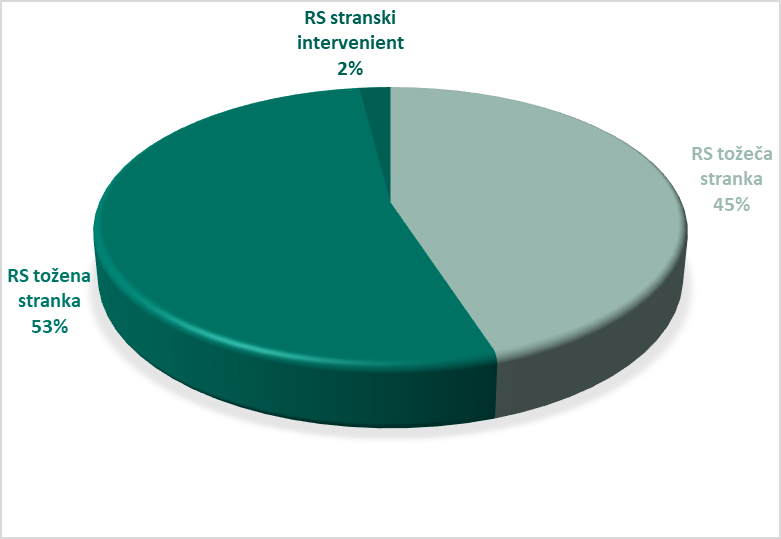 RS stranski
intervenient
2%
RS tožeča
stranka
45%
RS tožena
stranka
53%